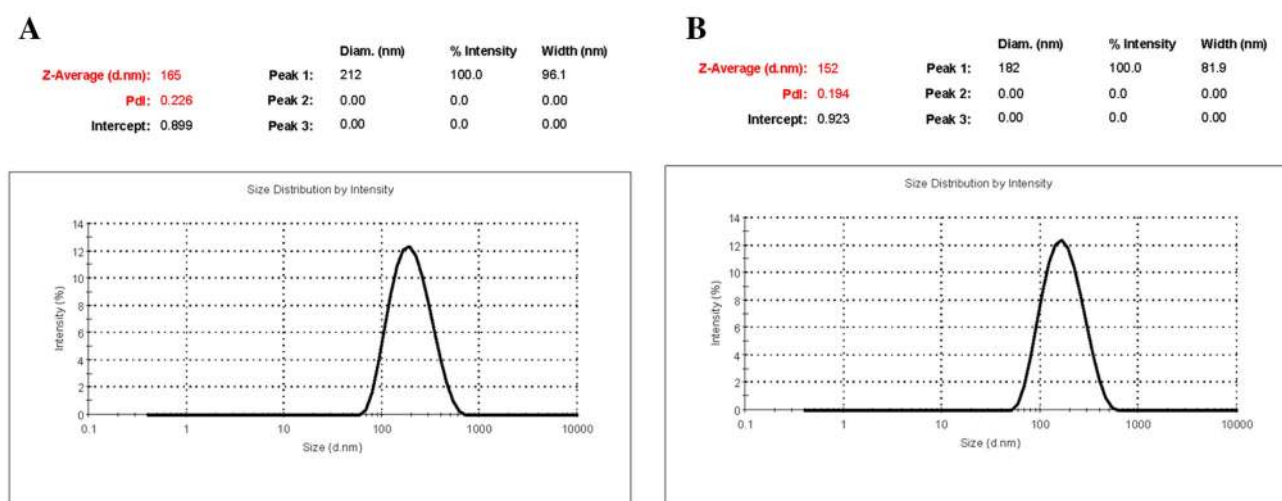 A
Diam. (nm) % Intensity Width (nm)
Z-Average (d.nm): 165 Peak 1: 212 100.0 96.1
PdI: 0.226 Peak 2: 0.00 0.0 0.00
Intercept: 0.899 Peak 3: 0.00 0.0 0.00
Size Distribution by Intensity
14
12
10
8
6
4
2
0
Intensity (%)
0.1 1 10 100 1000 10000
Size (d.nm)
B
Diam. (nm) % Intensity Width (nm)
Z-Average (d.nm): 152 Peak 1: 182 100.0 81.9
PdI: 0.194 Peak 2: 0.00 0.0 0.00
Intercept: 0.923 Peak 3: 0.00 0.0 0.00
Size Distribution by Intensity
14
12
10
8
6
4
2
0
Intensity (%)
0.1 1 10 100 1000 10000
Size (d.nm)